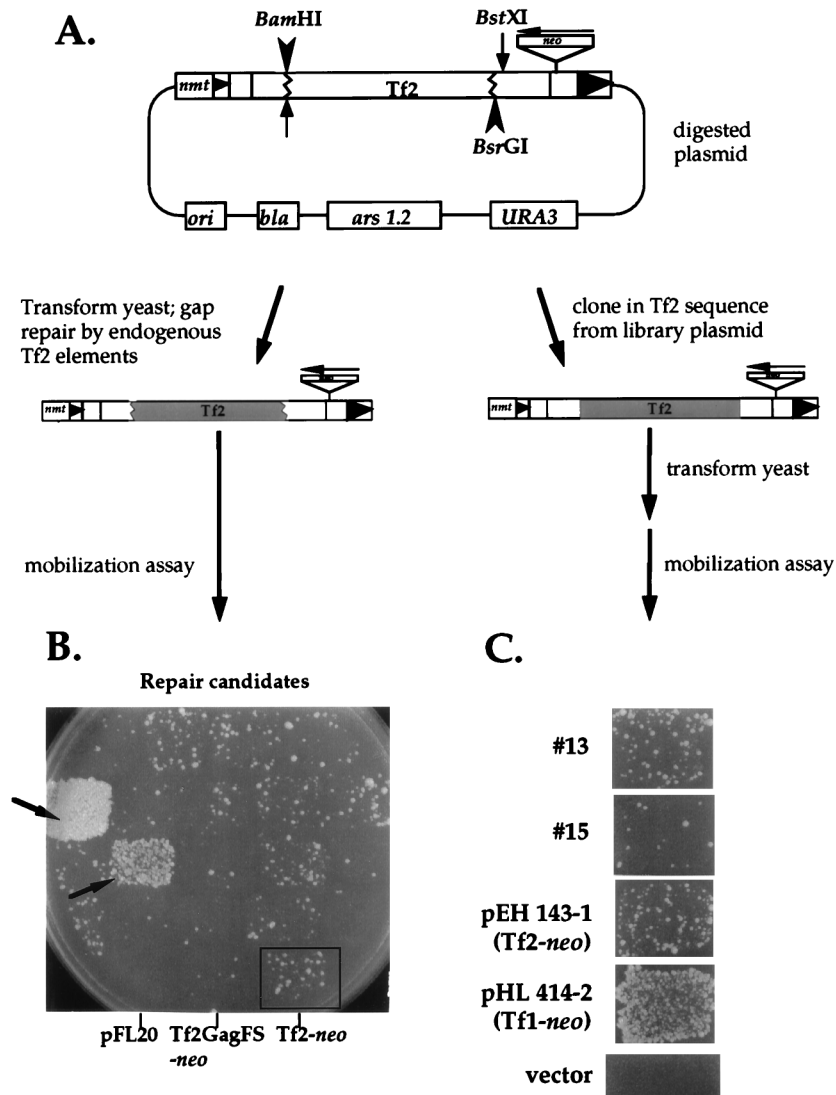 A.
BamHI
BstXI
neo
nmt
Tf2
BsrGI
digested
plasmid
ori
bla
ars 1.2
URA3
Transform yeast; gap
repair by endogenous
Tf2 elements
clone in Tf2 sequence
from library plasmid
nmt
Tf2
nmt
Tf2
transform yeast
mobilization assay
mobilization assay
B.
C.
Repair candidates
#13
#15
pEH 143-1
(Tf2-neo)
pHL 414-2
(Tf1-neo)
vector
pFL20
Tf2GagFS
-neo
Tf2-neo